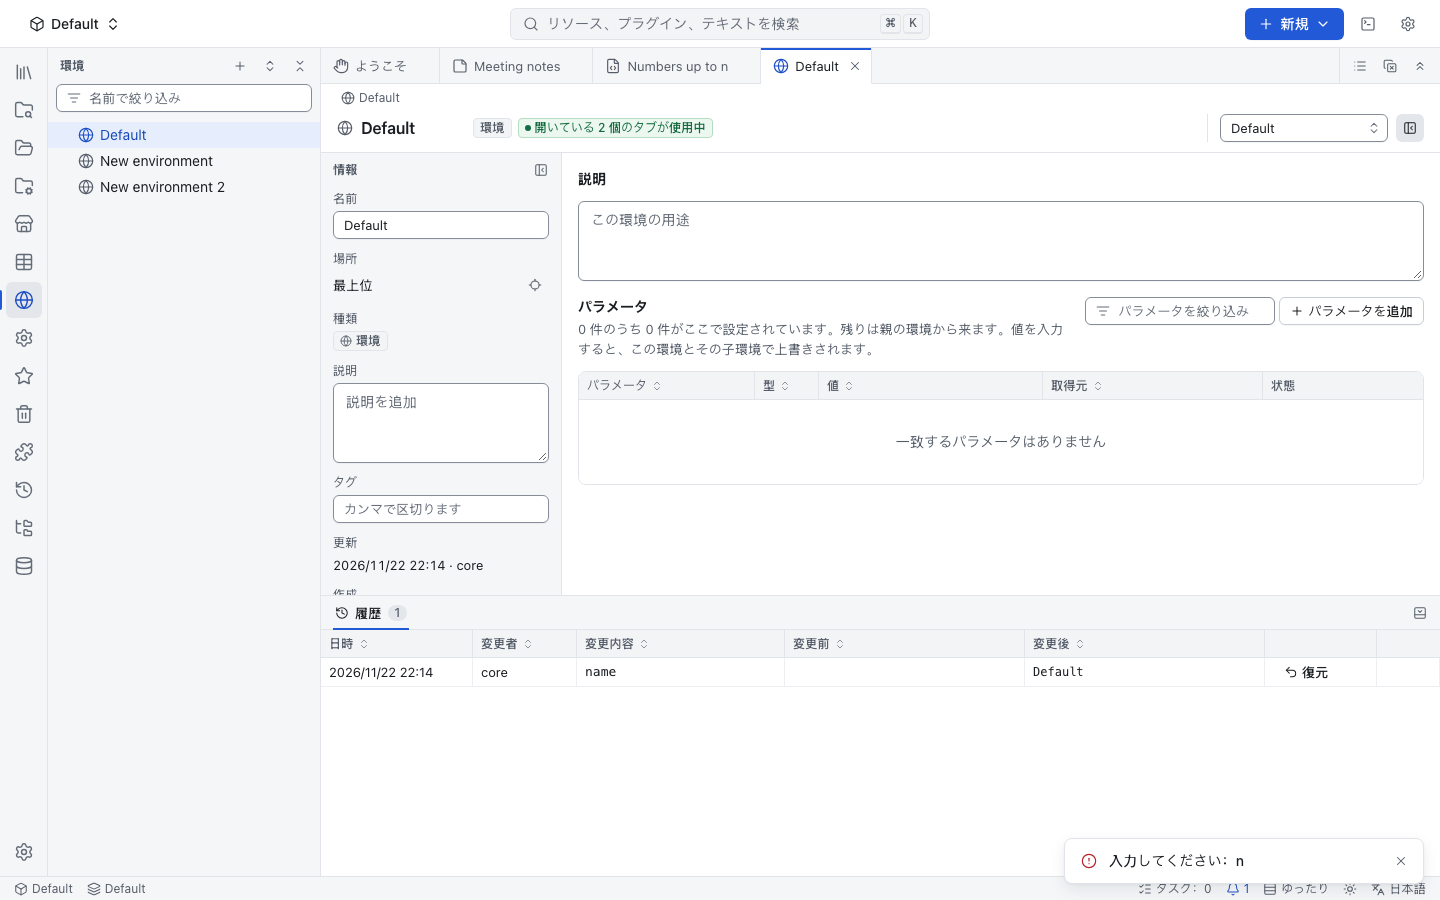 Default
リソース、プラグイン、テキストを検索
⌘ K
新規
環境
名前で絞り込み
Default
New environment
New environment 2
ようこそ
Meeting notes
Numbers up to n
Default
Default
Default
環境
開いている 2 個のタブが使用中
Default
情報
名前
Default
場所
最上位
種類
環境
説明
説明を追加
タグ
カンマで区切ります
更新
2026/11/22 22:14 · core
作成
説明
この環境の用途
パラメータ
0 件のうち 0 件がここで設定されています。残りは親の環境から来ます。値を入力
すると、この環境とその子環境で上書きされます。
パラメータを絞り込み
パラメータを追加
パラメータ 型 値 取得元 状態
一致するパラメータはありません
履歴 1
日時 変更者 変更内容 変更前 変更後
2026/11/22 22:14 core name Default 復元
入力してください: n
Default Default
タスク: 0 1 ゆったり 日本語